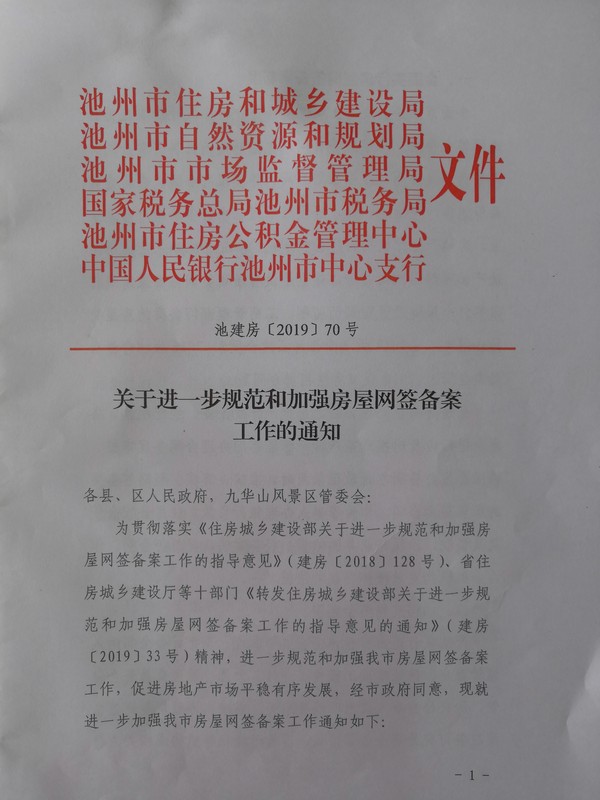 池州市住房和城乡建设局
池州市自然资源和规划局
池州市市场监督管理局
国家税务总局池州市税务局
池州市住房公积金管理中心
中国人民银行池州市中心支行
文件
池建房〔2019〕70号
关于进一步规范和加强房屋网签备案
工作的通知
各县、区人民政府，九华山风景区管委会：
为贯彻落实《住房城乡建设部关于进一步规范和加强房
屋网签备案工作的指导意见》（建房〔2018〕128号）、省住
房城乡建设厅等十部门《转发住房城乡建设部关于进一步规
范和加强房屋网签备案工作的指导意见的通知》（建房
〔2019〕33号）精神，进一步规范和加强我市房屋网签备案
工作，促进房地产市场平稳有序发展，经市政府同意，现就
进一步加强我市房屋网签备案工作通知如下：
- 1 -